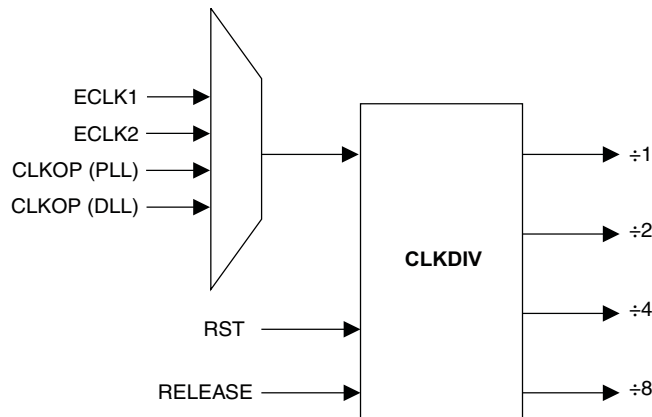 ECLK1
ECLK2
CLKOP (PLL)
CLKOP (DLL)
RST
RELEASE
CLKDIV
÷1
÷2
÷4
÷8